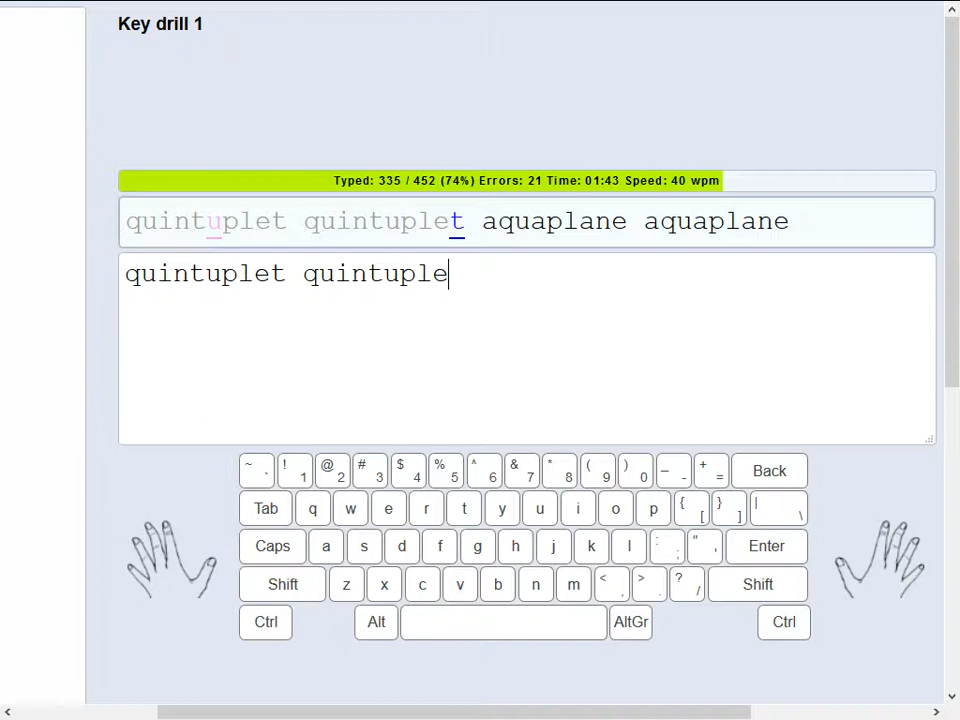 Key drill 1
Typed: 335 / 452 (74%) Errors: 21 Time: 01:43 Speed: 40 wpm
quintuplet quintuplet aquaplane aquaplane
quintuplet quintuple
~ ` ! 1 @ 2 # 3 $ 4 % 5 ^ 6 & 7 * 8 ( 9 ) 0 _ - + = Back
Tab q w e r t y u i o p { [ } ] | \
Caps a s d f g h j k l : ; " ' Enter
Shift z x c v b n m < , > . ? / Shift
Ctrl Alt AltGr Ctrl